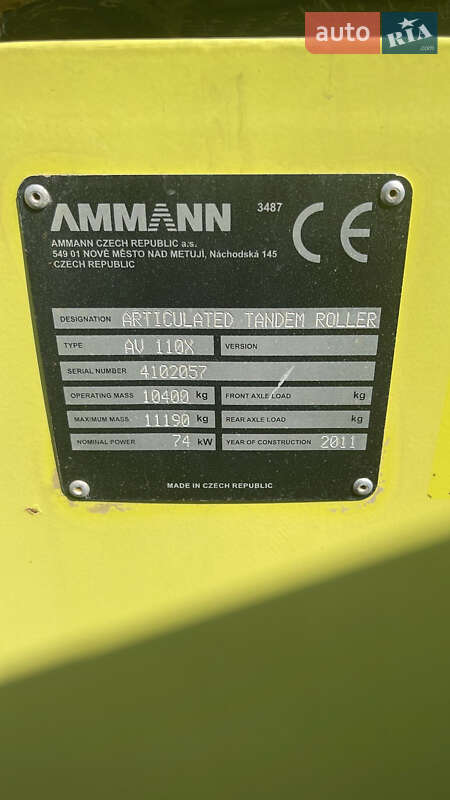 auto RIA.com
AMMANN
3487
CE
AMMANN CZECH REPUBLIC a.s.
549 01 NOVÉ MĚSTO NAD METUJÍ, Náchodská 145
CZECH REPUBLIC
DESIGNATION ARTICULATED TANDEM ROLLER
TYPE AV 110X VERSION
SERIAL NUMBER 4102057
OPERATING MASS 10400 kg FRONT AXLE LOAD kg
MAXIMUM MASS 11190 kg REAR AXLE LOAD kg
NOMINAL POWER 74 kW YEAR OF CONSTRUCTION 2011
MADE IN CZECH REPUBLIC